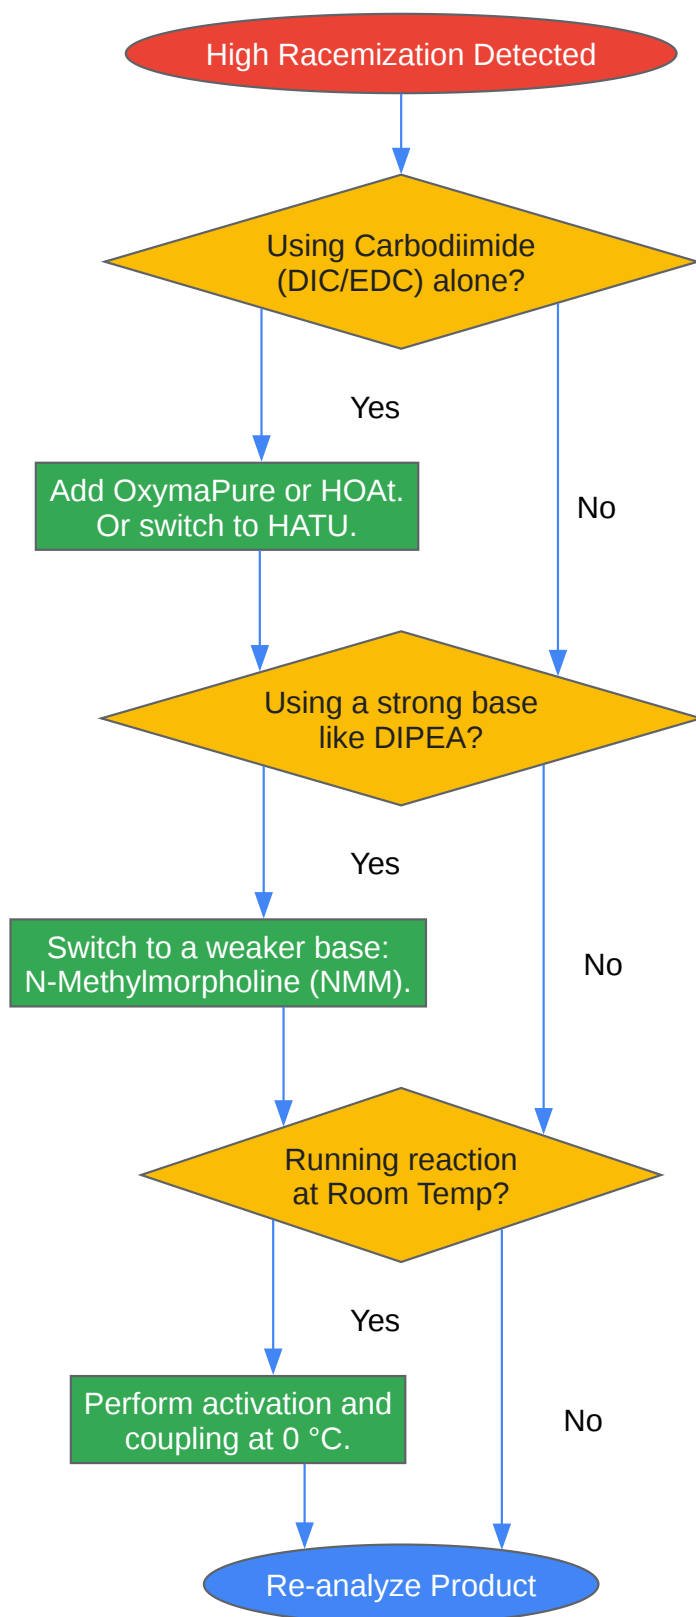 High Racemization Detected
Using Carbodiimide
(DIC/EDC) alone?
Yes
Add OxymaPure or HOAt.
Or switch to HATU.
No
Using a strong base
like DIPEA?
Yes
Switch to a weaker base:
N-Methylmorpholine (NMM).
No
Running reaction
at Room Temp?
Yes
Perform activation and
coupling at 0 °C.
No
Re-analyze Product